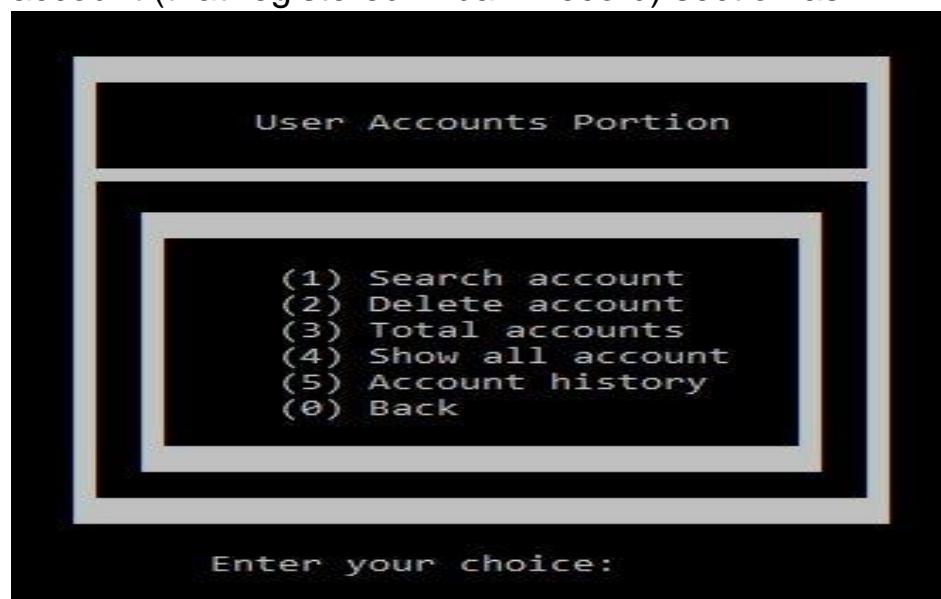 User Accounts Portion
(1) Search account
(2) Delete account
(3) Total accounts
(4) Show all account
(5) Account history
(0) Back
Enter your choice: